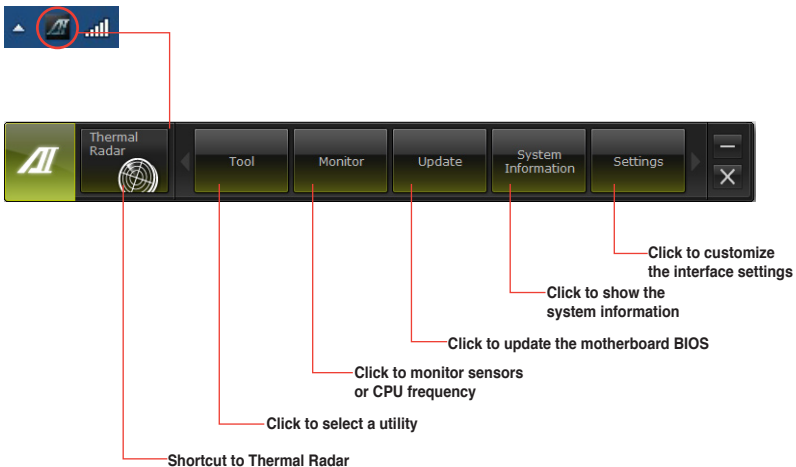 Thermal
Radar
Tool
Monitor
Update
System
Information
Settings
Click to customize
the interface settings
Click to show the
system information
Click to update the motherboard BIOS
Click to monitor sensors
or CPU frequency
Click to select a utility
Shortcut to Thermal Radar